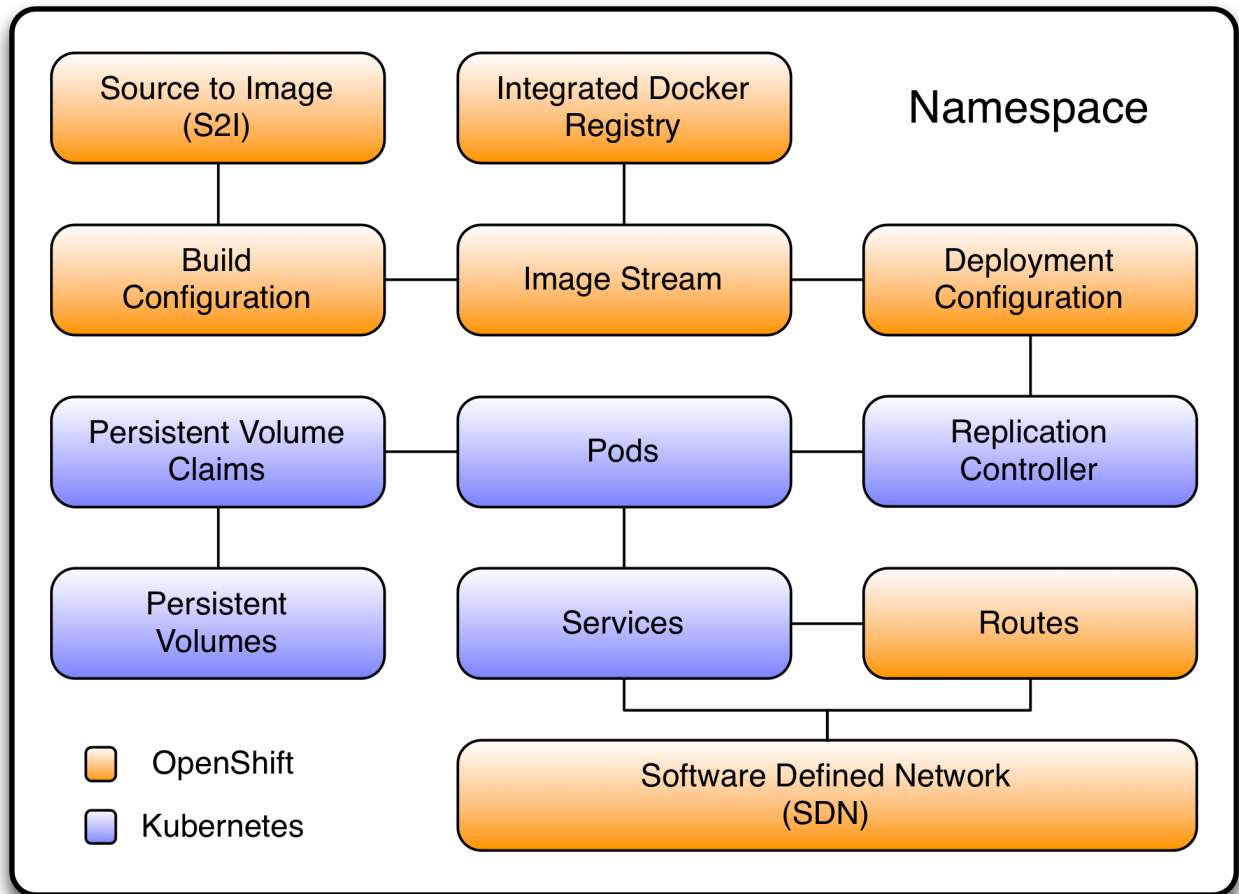 Source to Image
(S2I)
Integrated Docker
Registry
Namespace
Build
Configuration
Image Stream
Deployment
Configuration
Persistent Volume
Claims
Pods
Replication
Controller
Persistent
Volumes
Services
Routes
OpenShift
Kubernetes
Software Defined Network
(SDN)